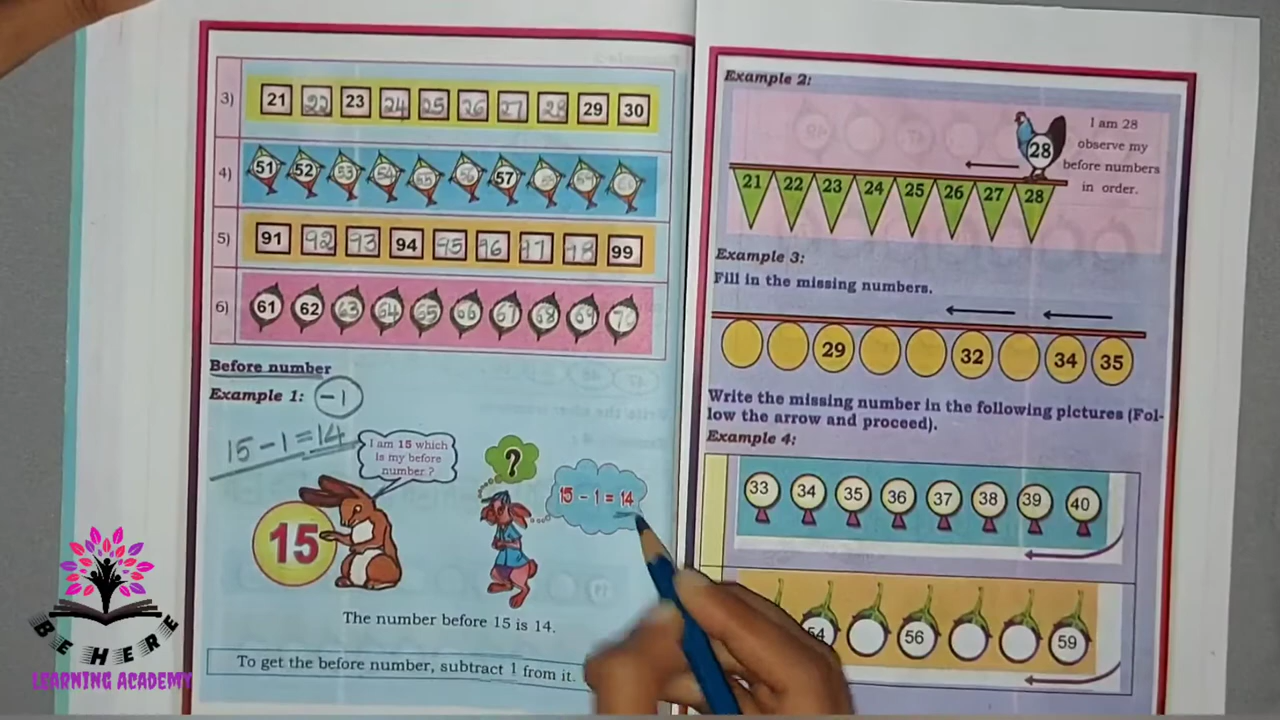 3) 21 22 23 24 25 26 27 28 29 30
4) 51 52 53 54 55 56 57 58 59 60
5) 91 92 93 94 95 96 97 98 99
6) 61 62 63 64 65 66 67 68 69 70
Before number
Example 1: -1
15-1=14
I am 15 which
is my before
number ?
?
15 - 1 = 14
15
The number before 15 is 14.
To get the before number, subtract 1 from it.
BE HERE
LEARNING ACADEMY
Example 2:
I am 28
observe my
before numbers
in order.
28
21 22 23 24 25 26 27 28
Example 3:
Fill in the missing numbers.
29 32 34 35
Write the missing number in the following pictures (Fol-
low the arrow and proceed).
Example 4:
33 34 35 36 37 38 39 40
54 56 59